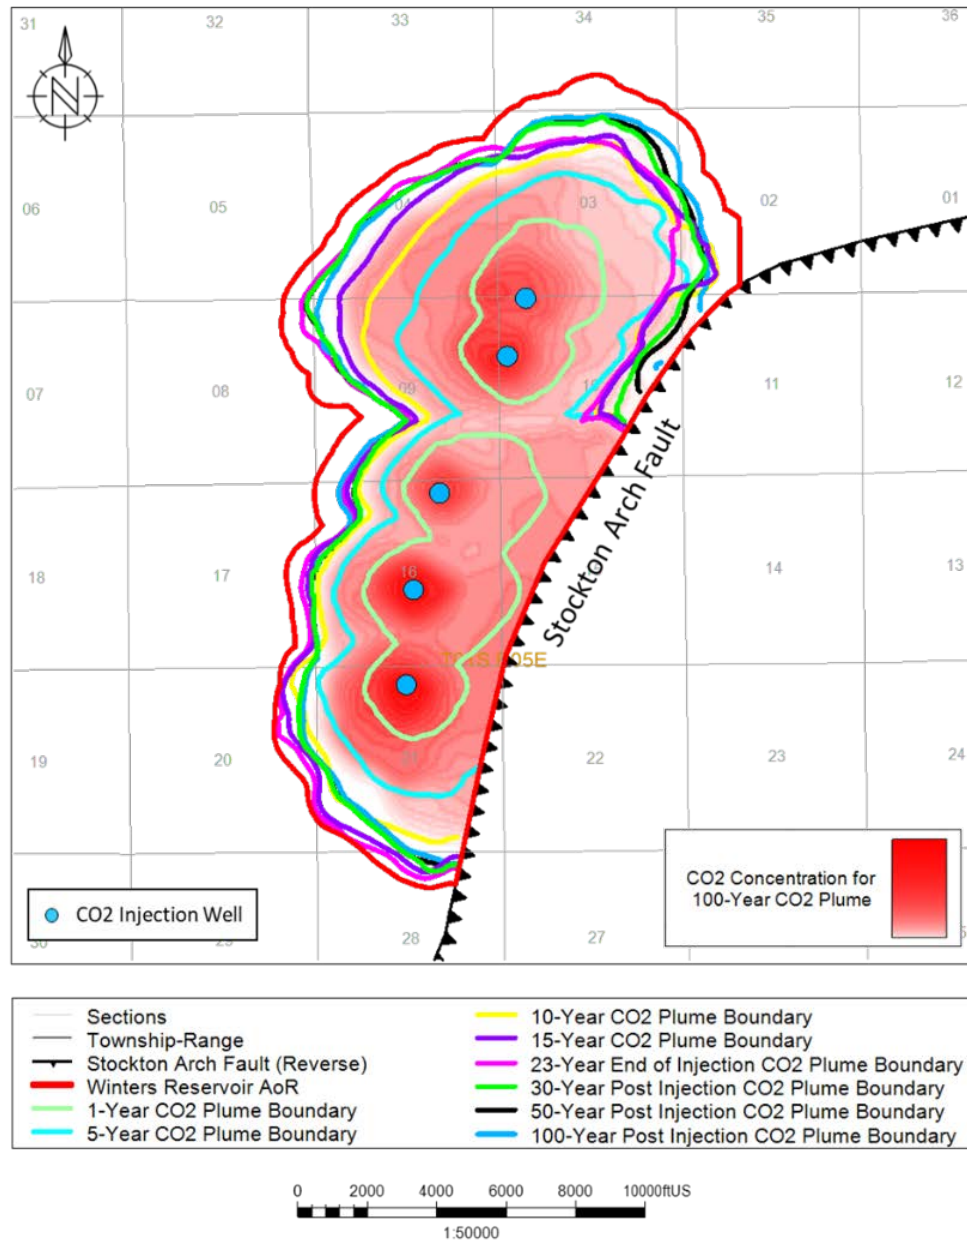 31 32 33 34 35 36
N
06 05 04 03 02 01
07 08 09 10 11 12
18 17 16 14 13
Stockton Arch Fault
05E
19 20 21 22 23 24
CO2 Concentration for
100-Year CO2 Plume
CO2 Injection Well
28 27
Sections
Township-Range
Stockton Arch Fault (Reverse)
Winters Reservoir AoR
1-Year CO2 Plume Boundary
5-Year CO2 Plume Boundary
10-Year CO2 Plume Boundary
15-Year CO2 Plume Boundary
23-Year End of Injection CO2 Plume Boundary
30-Year Post Injection CO2 Plume Boundary
50-Year Post Injection CO2 Plume Boundary
100-Year Post Injection CO2 Plume Boundary
0 2000 4000 6000 8000 10000ftUS
1:50000